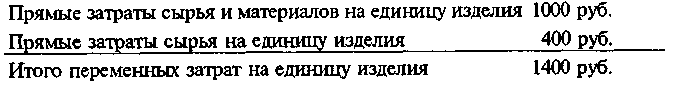 Прямые затраты сырья и материалов на единицу изделия 1000 руб.
Прямые затраты сырья на единицу изделия 400 руб.
Итого переменных затрат на единицу изделия 1400 руб.